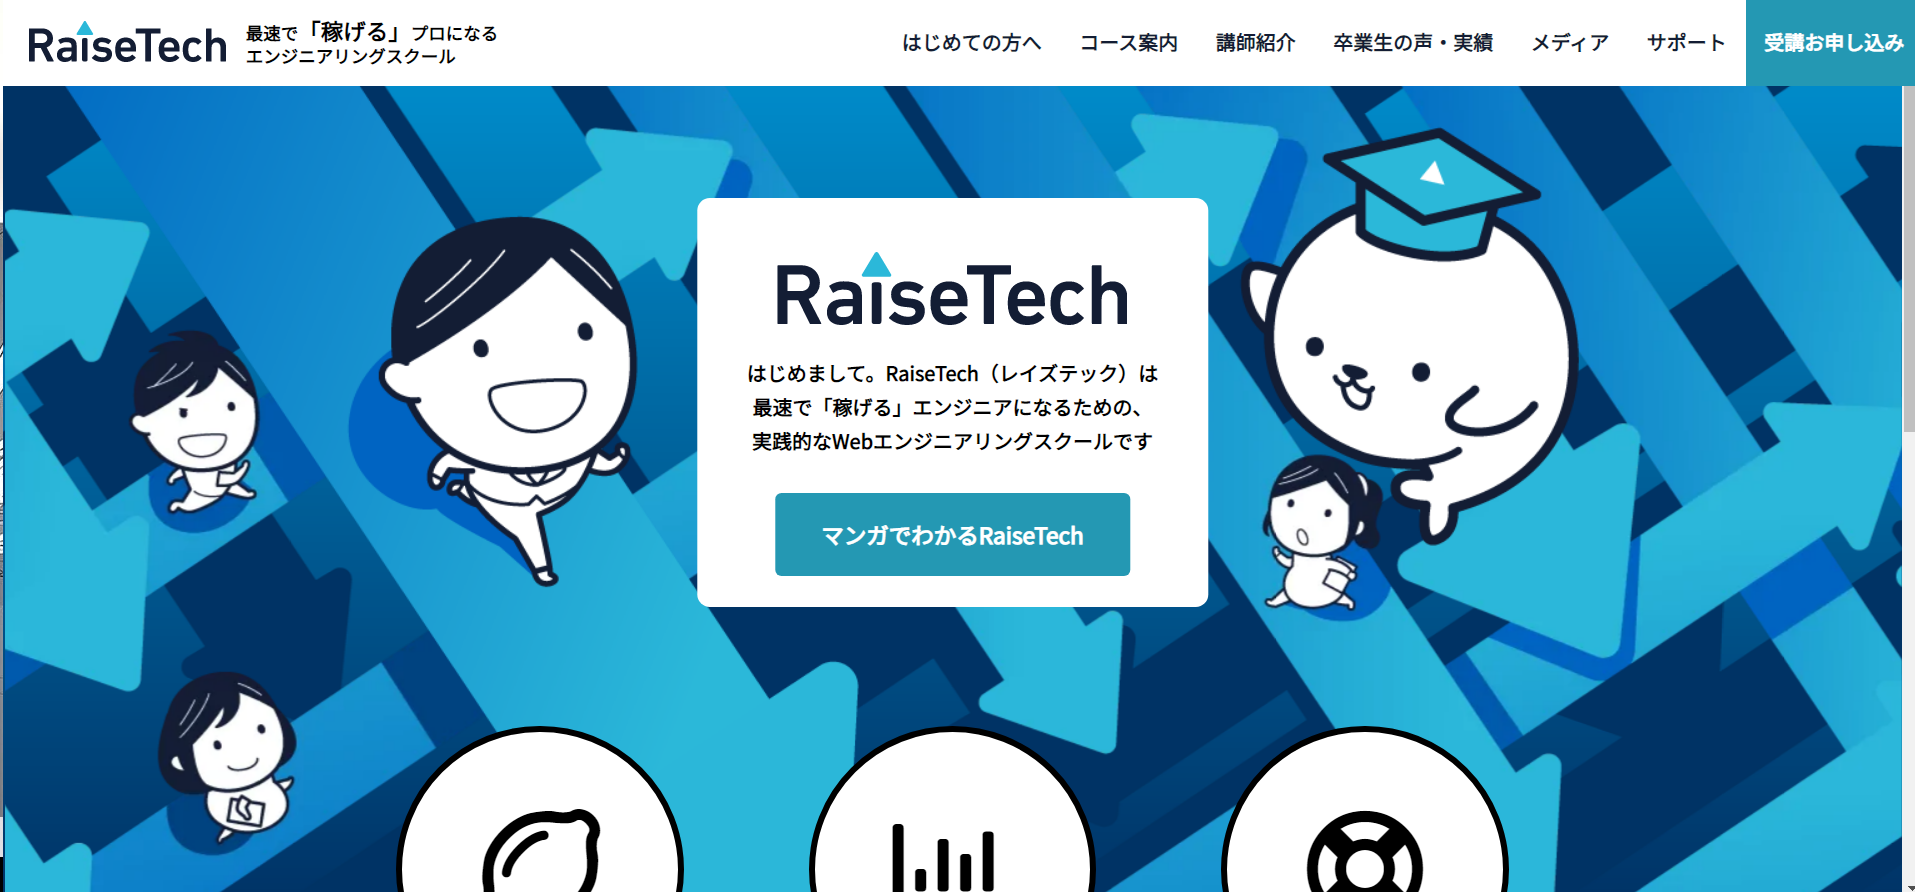 RaiseTech
最速で「稼げる」プロになる
エンジニアリングスクール
はじめての方へ コース案内 講師紹介 卒業生の声・実績 メディア サポート 受講お申し込み
RaiseTech
はじめまして。RaiseTech（レイズテック）は
最速で「稼げる」エンジニアになるための、
実践的なWebエンジニアリングスクールです
マンガでわかるRaiseTech